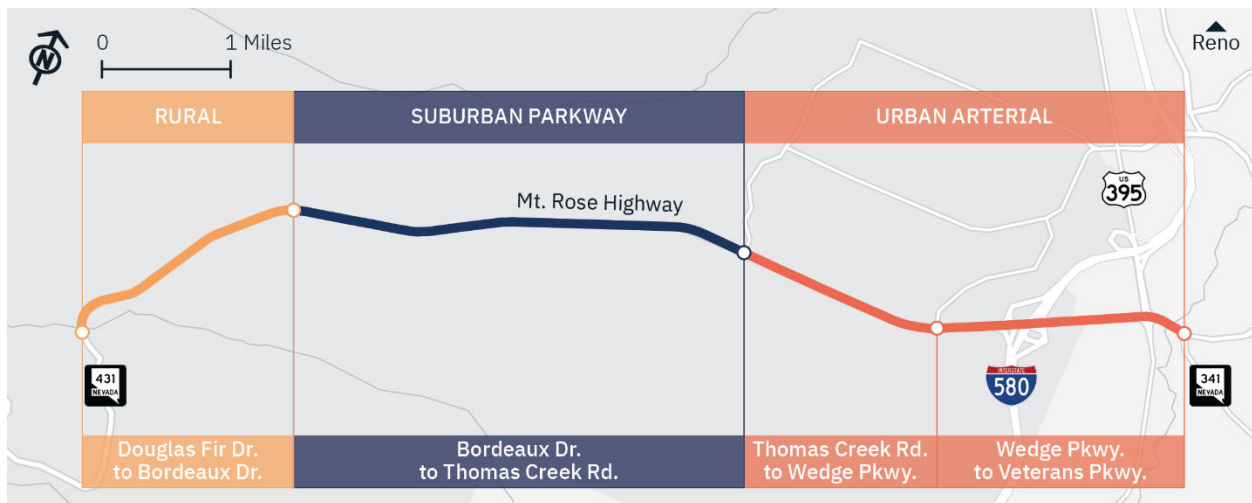 N
0 1 Miles
Reno
RURAL
SUBURBAN PARKWAY
URBAN ARTERIAL
US
395
Mt. Rose Highway
431
NEVADA
INTERSTATE
580
341
NEVADA
Douglas Fir Dr.
to Bordeaux Dr.
Bordeaux Dr.
to Thomas Creek Rd.
Thomas Creek Rd.
to Wedge Pkwy.
Wedge Pkwy.
to Veterans Pkwy.